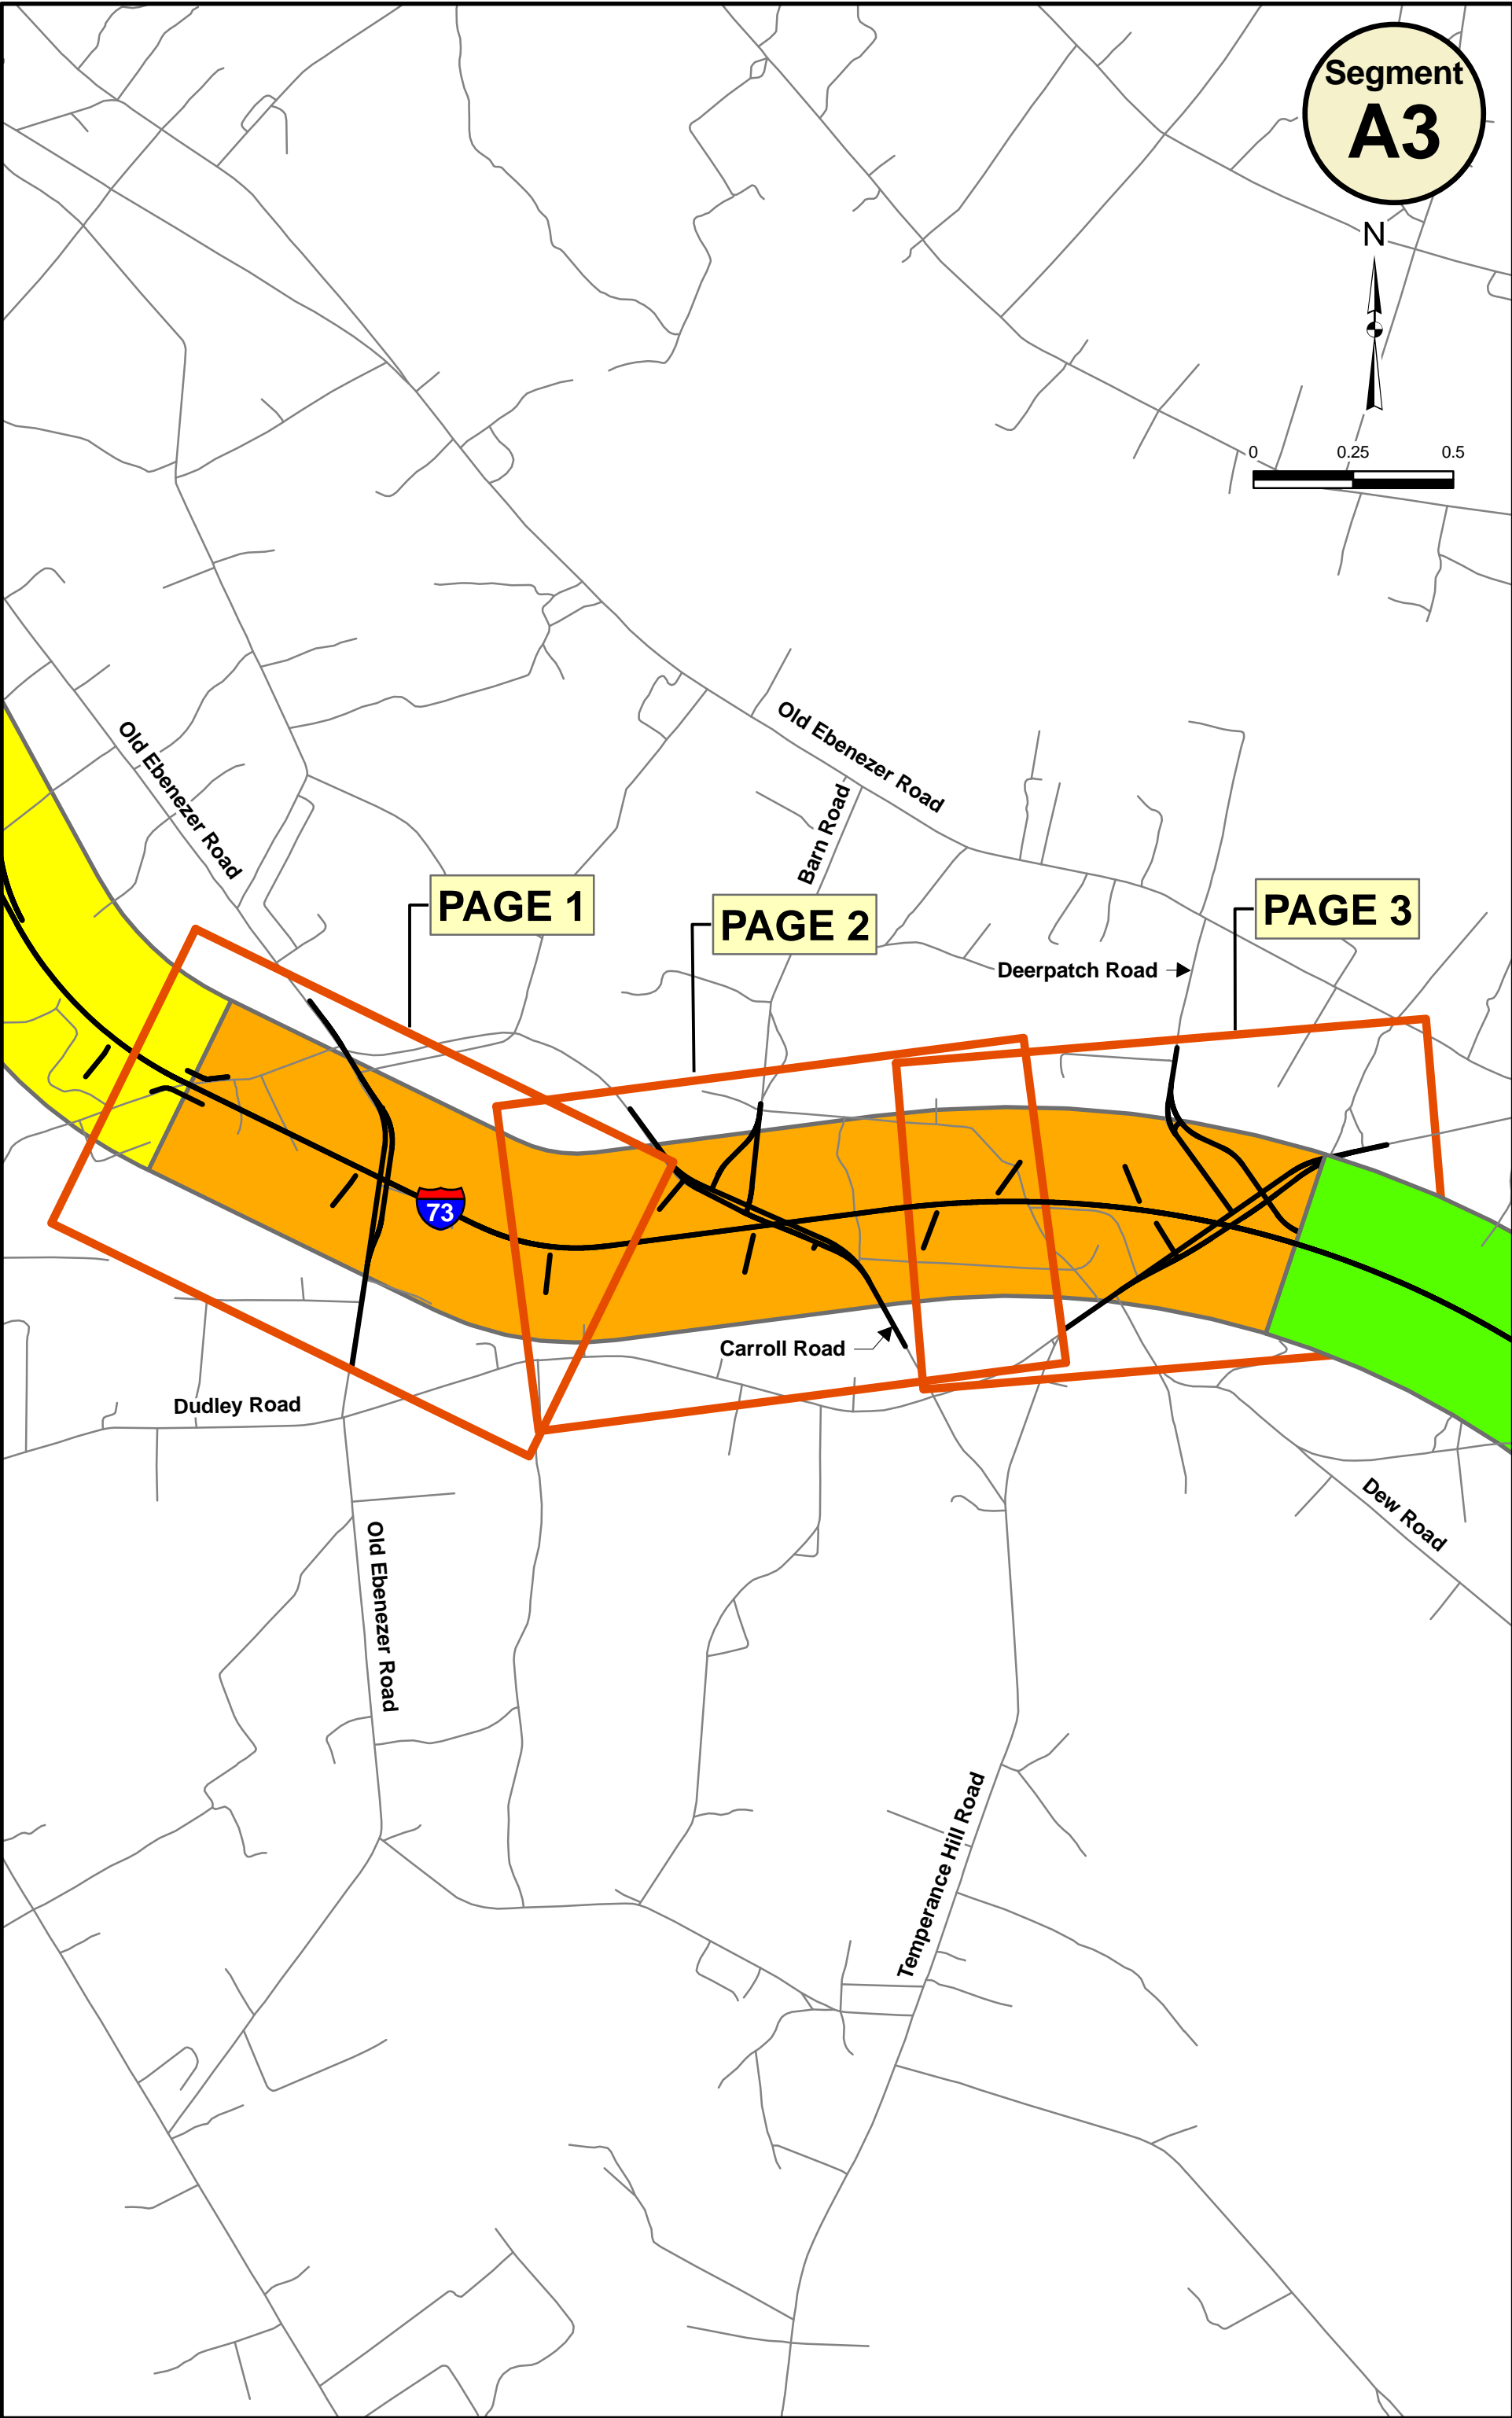 Segment
A3
N
0 0.25 0.5
Old Ebenezer Road
Old Ebenezer Road
Barn Road
PAGE 1
PAGE 2
PAGE 3
Deerpatch Road
73
Carroll Road
Dudley Road
Dew Road
Old Ebenezer Road
Temperance Hill Road